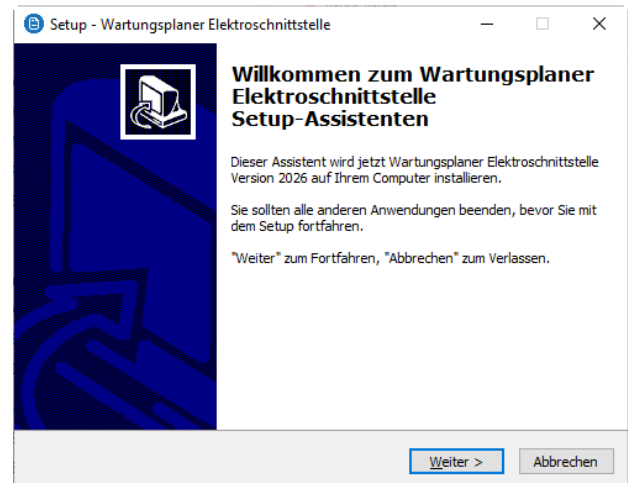 Setup - Wartungsplaner Elektroschnittstelle
Willkommen zum Wartungsplaner
Elektroschnittstelle
Setup-Assistenten
Dieser Assistent wird jetzt Wartungsplaner Elektroschnittstelle
Version 2026 auf Ihrem Computer installieren.
Sie sollten alle anderen Anwendungen beenden, bevor Sie mit
dem Setup fortfahren.
"Weiter" zum Fortfahren, "Abbrechen" zum Verlassen.
Weiter > Abbrechen